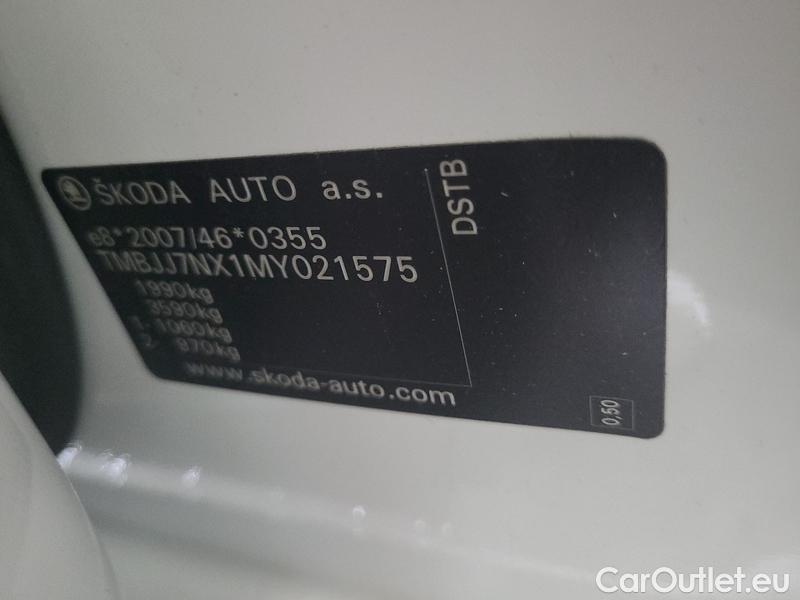 ŠKODA AUTO a.s.
DSTB
e8*2007/46*0355
TMBJJ7NX1MY021575
1990kg
3590kg
1- 1060kg
2- 970kg
www.skoda-auto.com
0,50
CarOutlet.eu